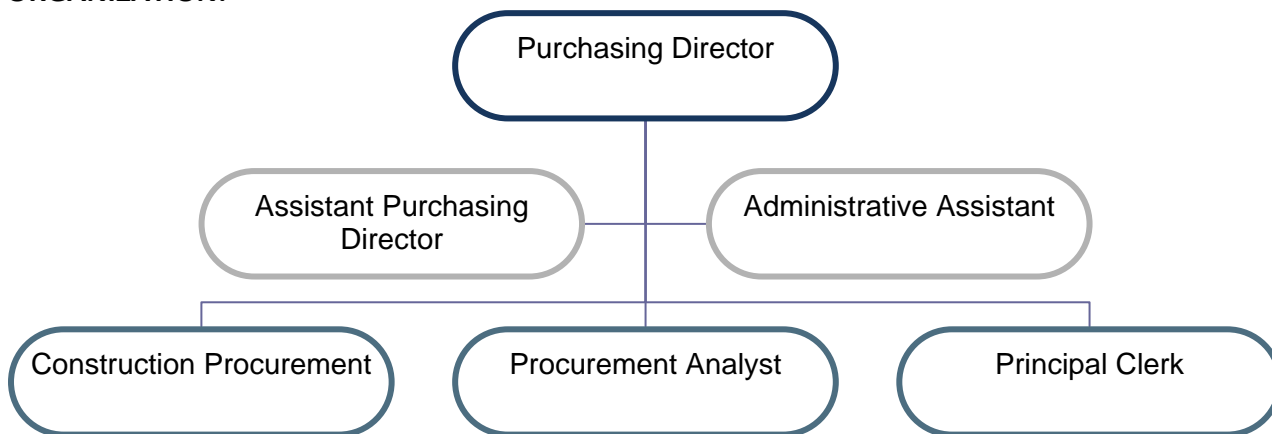 Purchasing Director
Assistant Purchasing
Director
Administrative Assistant
Construction Procurement
Procurement Analyst
Principal Clerk